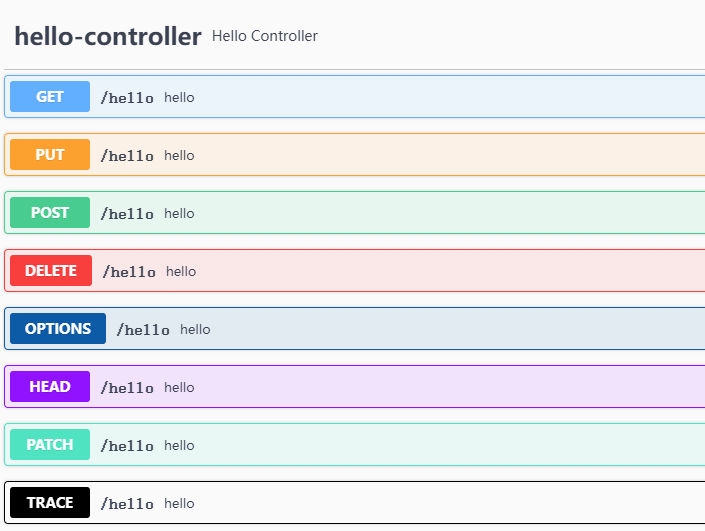 hello-controller Hello Controller
GET /hello hello
PUT /hello hello
POST /hello hello
DELETE /hello hello
OPTIONS /hello hello
HEAD /hello hello
PATCH /hello hello
TRACE /hello hello